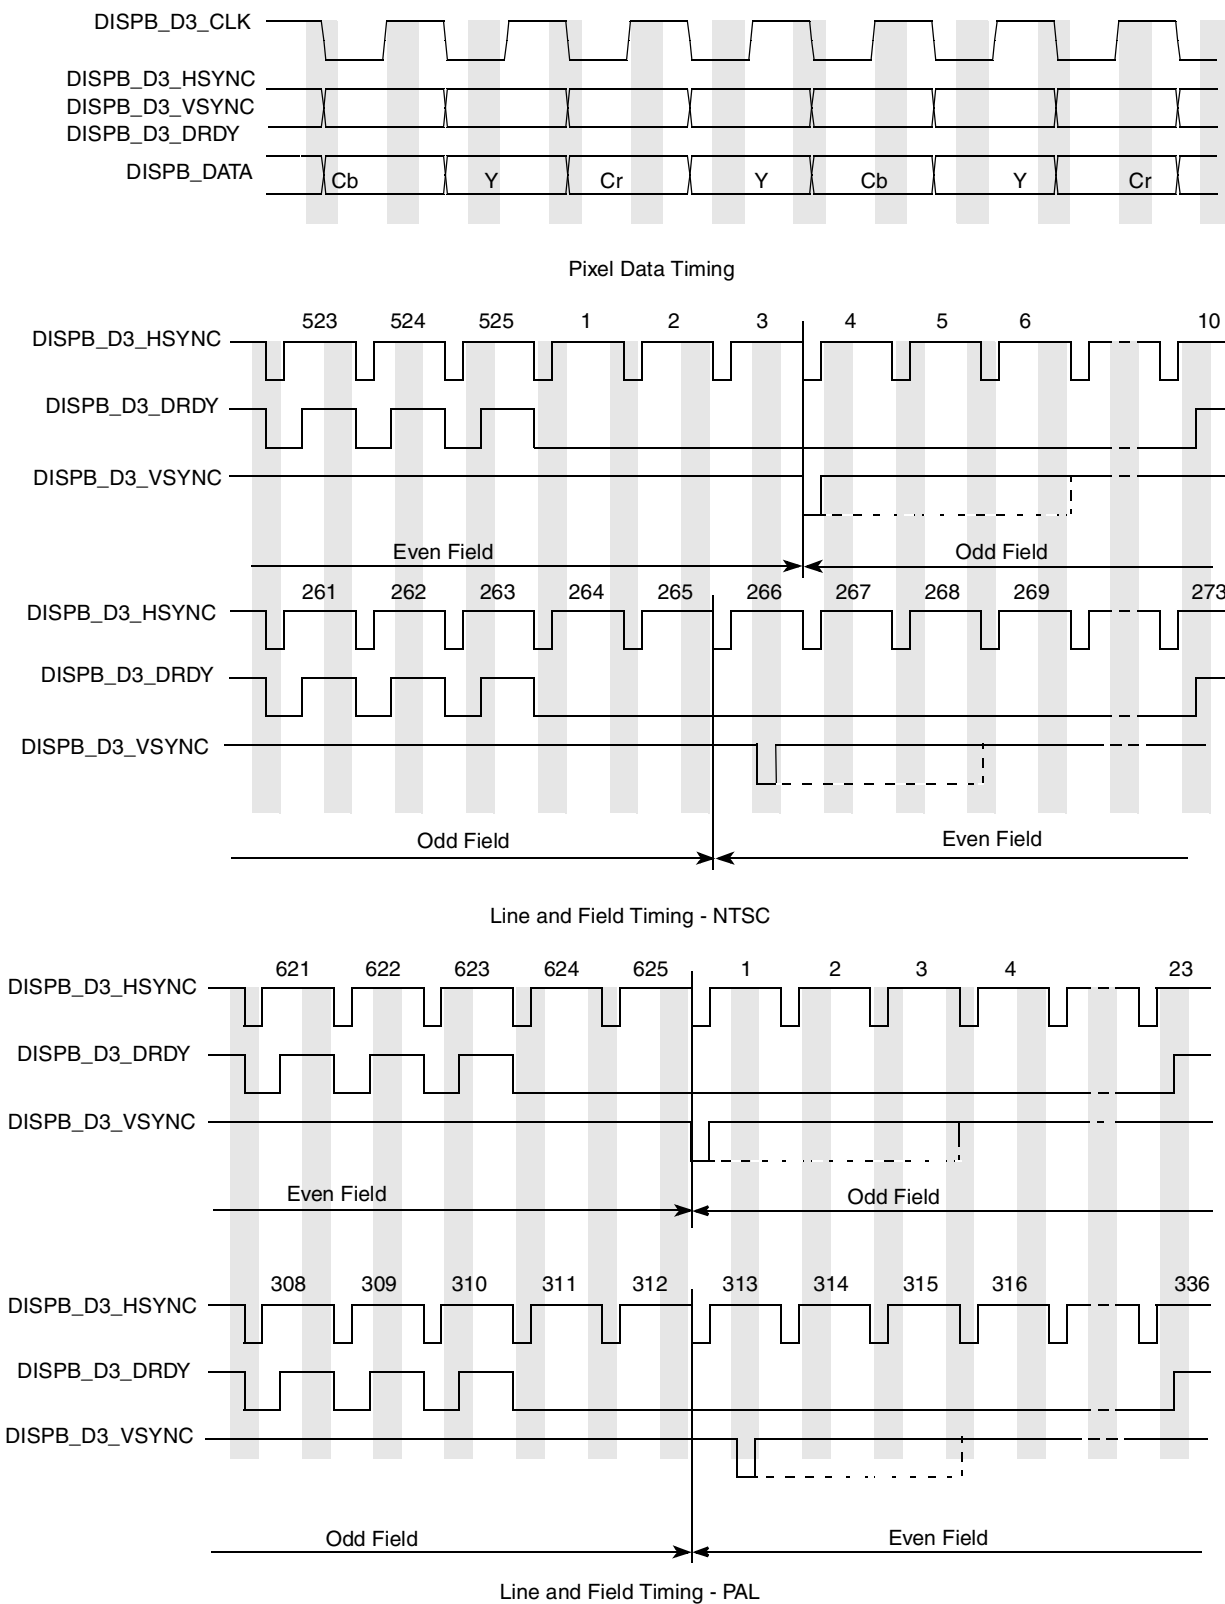 DISPB_D3_CLK
DISPB_D3_HSYNC
DISPB_D3_VSYNC
DISPB_D3_DRDY
DISPB_DATA Cb Y Cr Y Cb Y Cr
Pixel Data Timing
523 524 525 1 2 3 4 5 6 10
DISPB_D3_HSYNC
DISPB_D3_DRDY
DISPB_D3_VSYNC
Even Field Odd Field
261 262 263 264 265 266 267 268 269 273
DISPB_D3_HSYNC
DISPB_D3_DRDY
DISPB_D3_VSYNC
Odd Field Even Field
Line and Field Timing - NTSC
621 622 623 624 625 1 2 3 4 23
DISPB_D3_HSYNC
DISPB_D3_DRDY
DISPB_D3_VSYNC
Even Field Odd Field
308 309 310 311 312 313 314 315 316 336
DISPB_D3_HSYNC
DISPB_D3_DRDY
DISPB_D3_VSYNC
Odd Field Even Field
Line and Field Timing - PAL